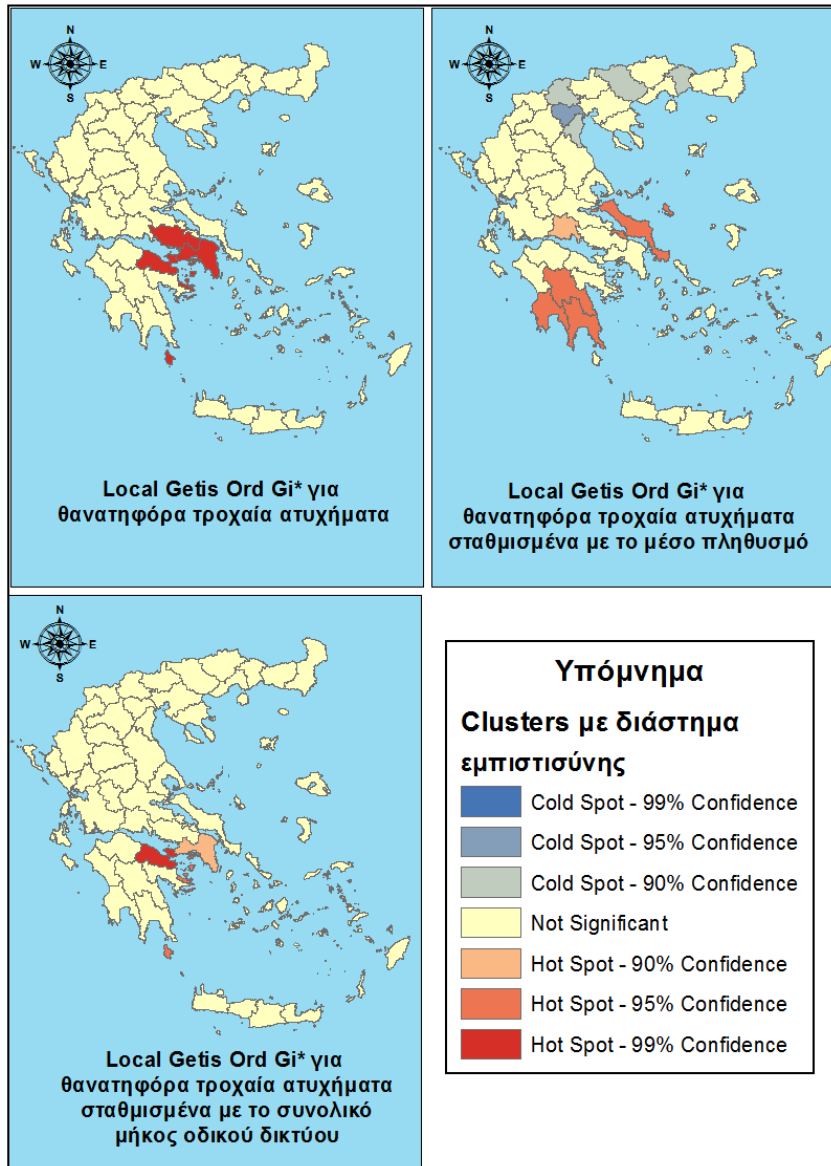 N
W E
S
Local Getis Ord Gi* για
θανατηφόρα τροχαία ατυχήματα
N
W E
S
Local Getis Ord Gi* για
θανατηφόρα τροχαία ατυχήματα
σταθμισμένα με το μέσο πληθυσμό
N
W E
S
Local Getis Ord Gi* για
θανατηφόρα τροχαία ατυχήματα
σταθμισμένα με το συνολικό
μήκος οδικού δικτύου
Υπόμνημα
Clusters με διάστημα
εμπιστισύνης
Cold Spot - 99% Confidence
Cold Spot - 95% Confidence
Cold Spot - 90% Confidence
Not Significant
Hot Spot - 90% Confidence
Hot Spot - 95% Confidence
Hot Spot - 99% Confidence